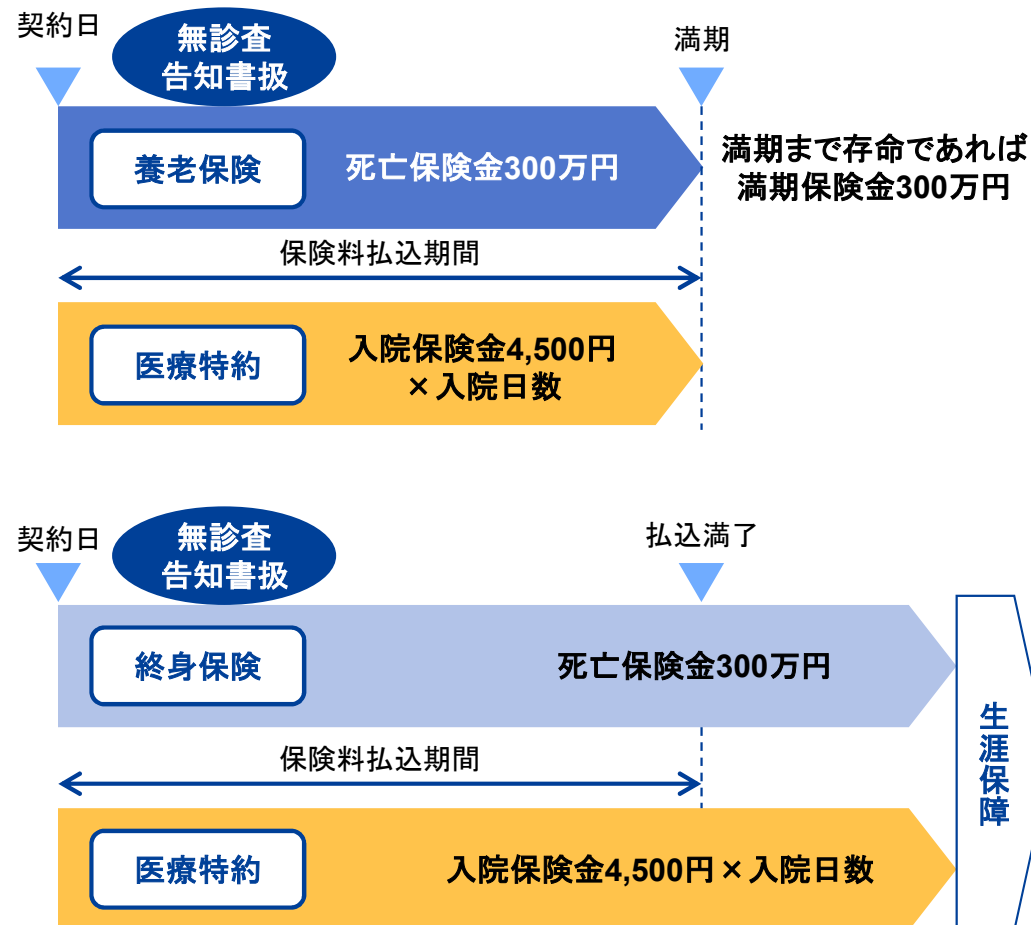 契約日
無診査
告知書扱
満期
養老保険
死亡保険金300万円
満期まで存命であれば
満期保険金300万円
保険料払込期間
医療特約
入院保険金4,500円
×入院日数
契約日
無診査
告知書扱
払込満了
終身保険
死亡保険金300万円
生涯保障
保険料払込期間
医療特約
入院保険金4,500円×入院日数